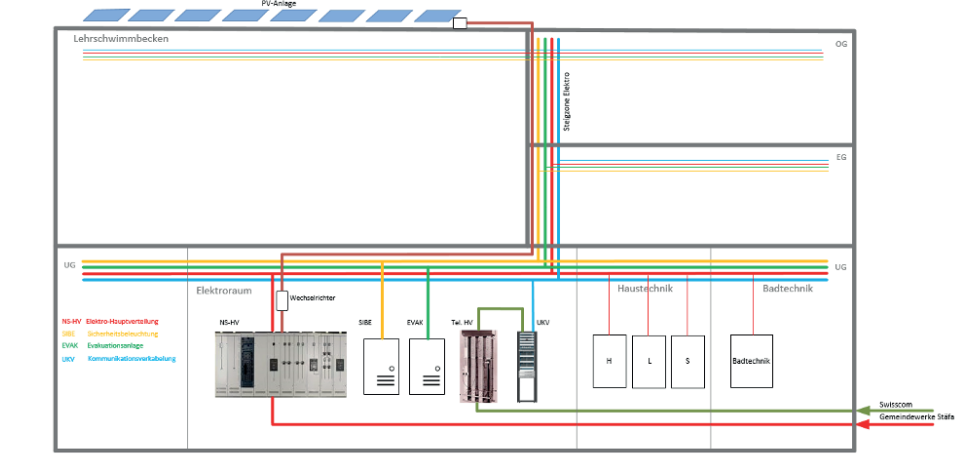 PV-Anlage
Lehrschwimmbecken
OG
Steigzone Elektro
EG
UG
UG
Elektroraum
Haustechnik
Badtechnik
Wechselrichter
NS-HV Elektro-Hauptverteilung
SIBE Sicherheitsbeleuchtung
EVAK Evakuationsanlage
UKV Kommunikationsverkabelung
NS-HV
SIBE
EVAK
Tel. HV
UKV
H
L
S
Badtechnik
Swisscom
Gemeindewerke Stäfa